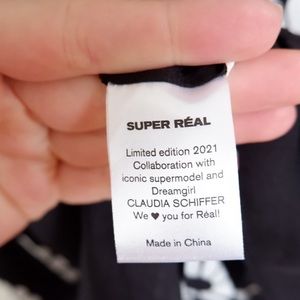 SUPER RÉAL
Limited edition 2021
Collaboration with
iconic supermodel and
Dreamgirl
CLAUDIA SCHIFFER
We ♥ you for Réal!
Made in China